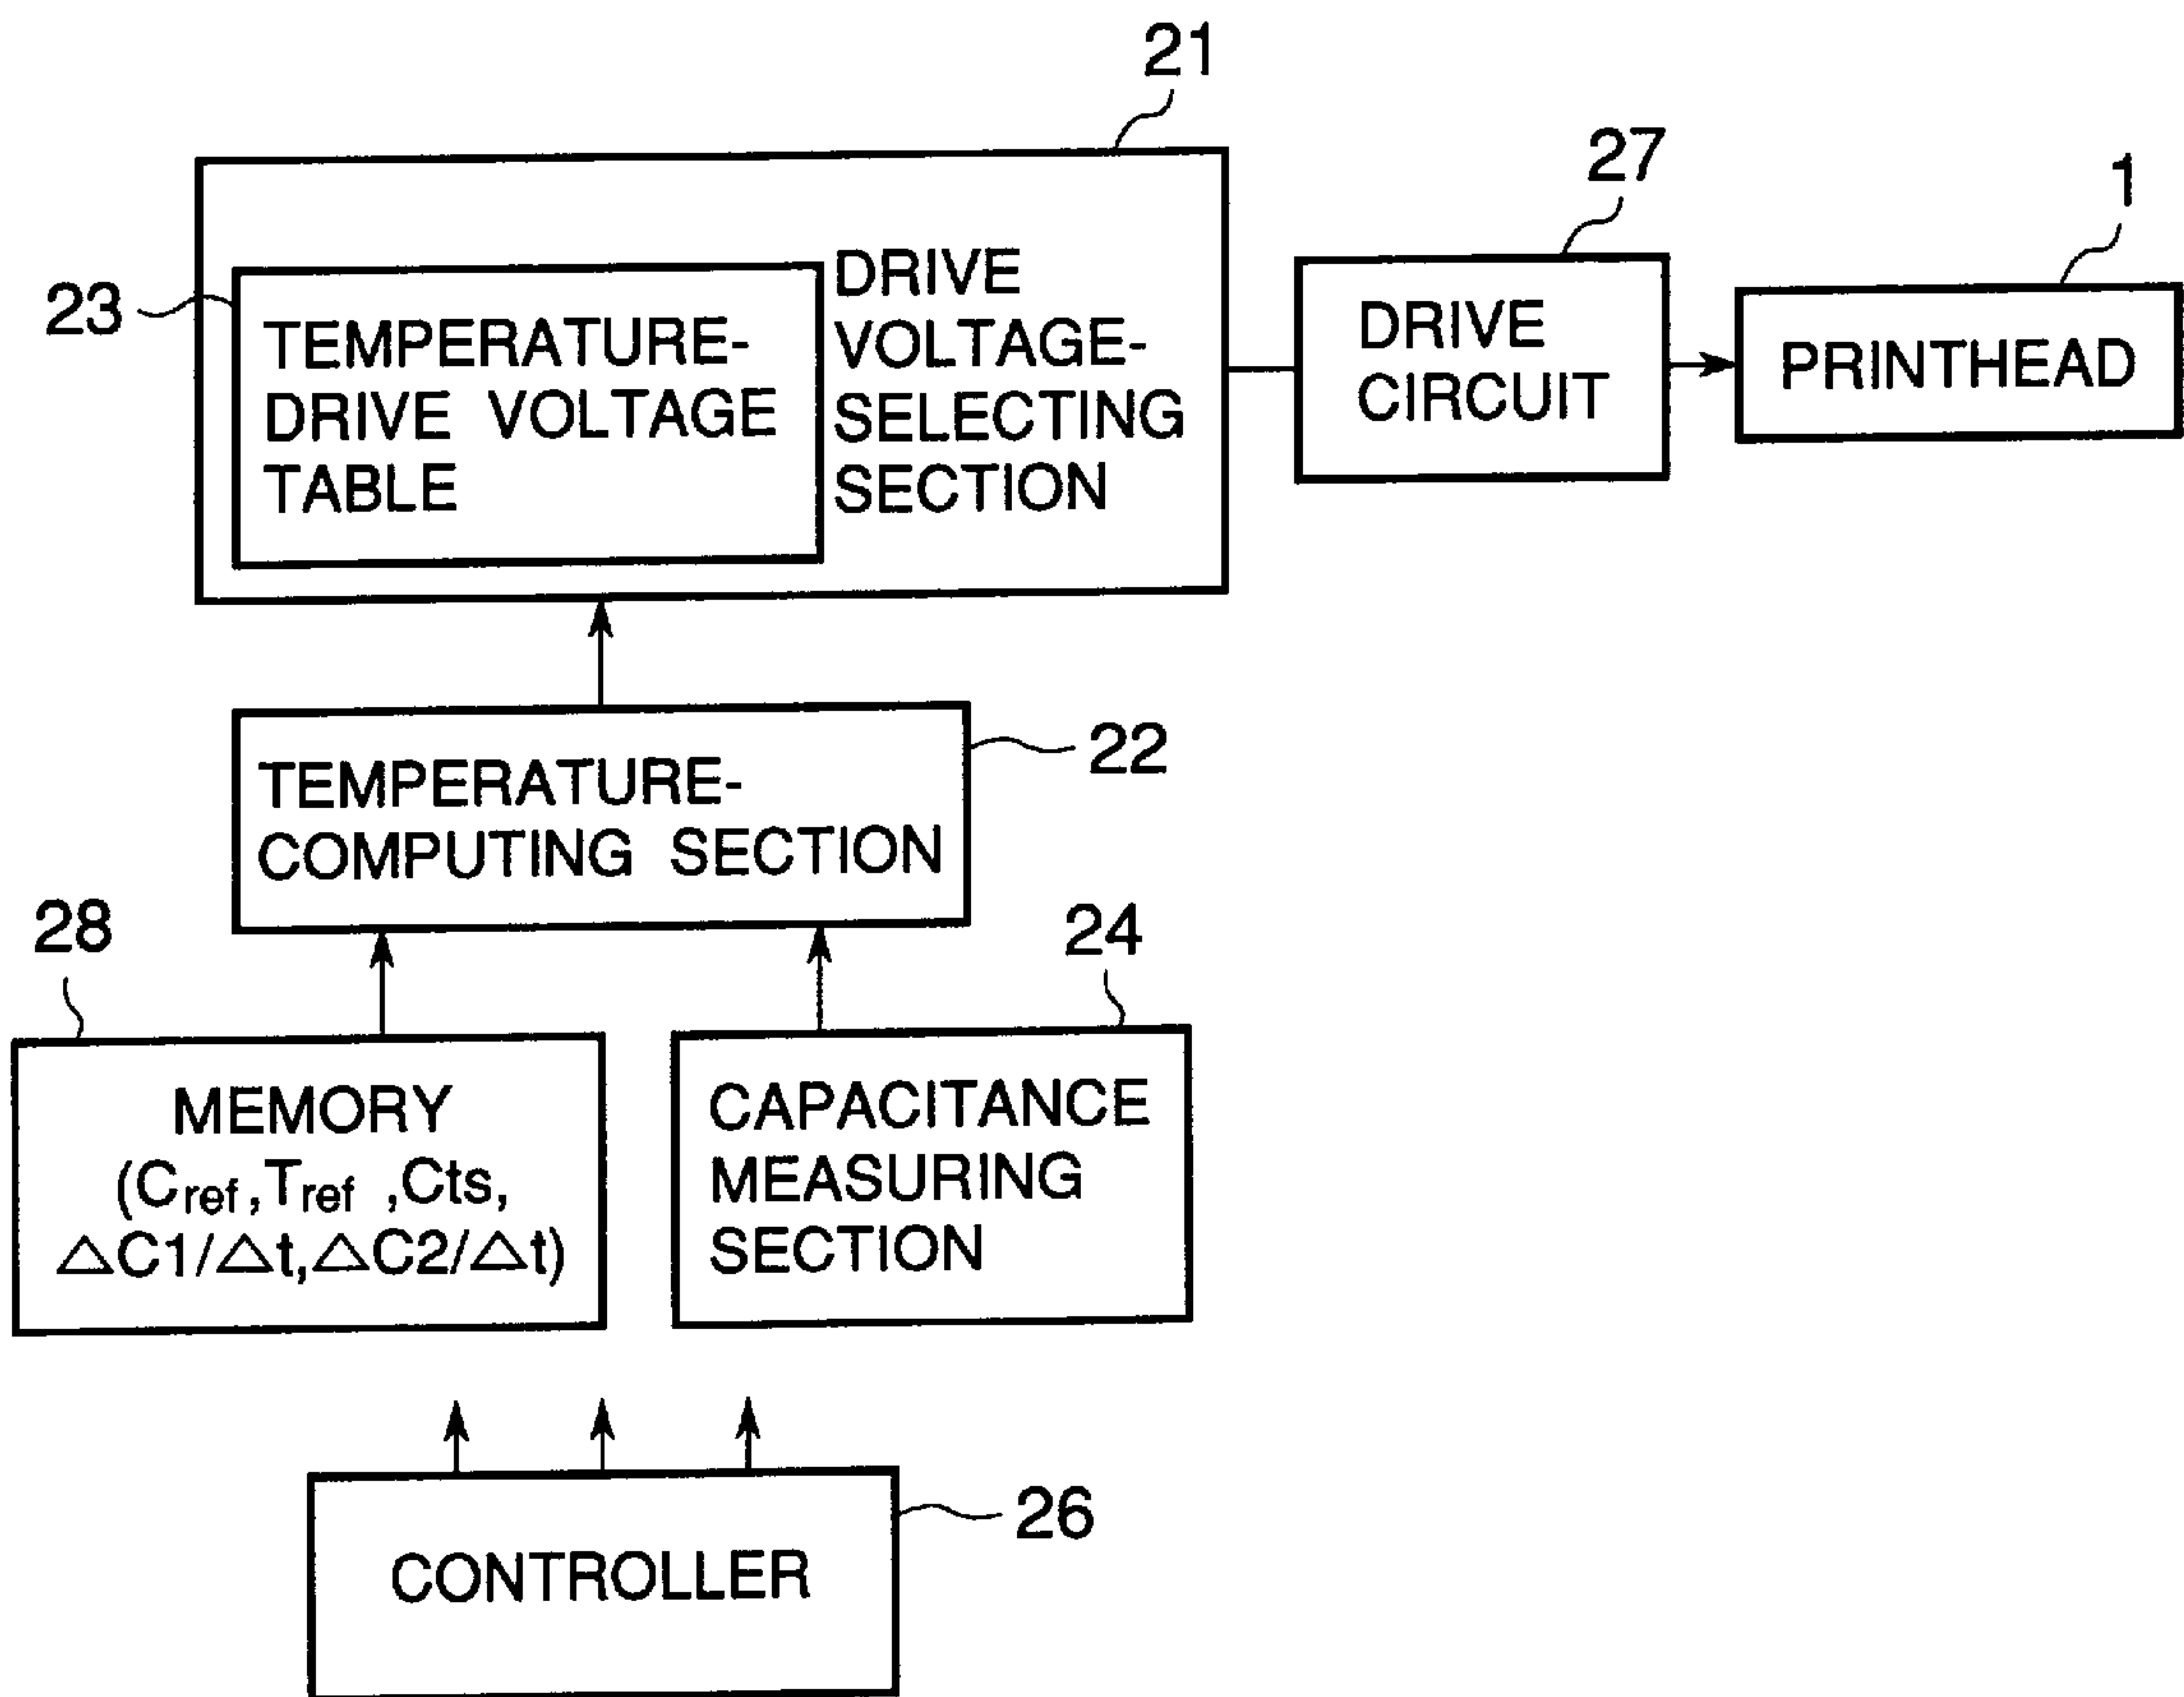 21
27
1
23
TEMPERATURE-
DRIVE VOLTAGE
TABLE
DRIVE
VOLTAGE-
SELECTING
SECTION
DRIVE
CIRCUIT
PRINTHEAD
22
TEMPERATURE-
COMPUTING SECTION
28
24
MEMORY
(Cref,Tref ,Cts,
△C1/△t,△C2/△t)
CAPACITANCE
MEASURING
SECTION
26
CONTROLLER